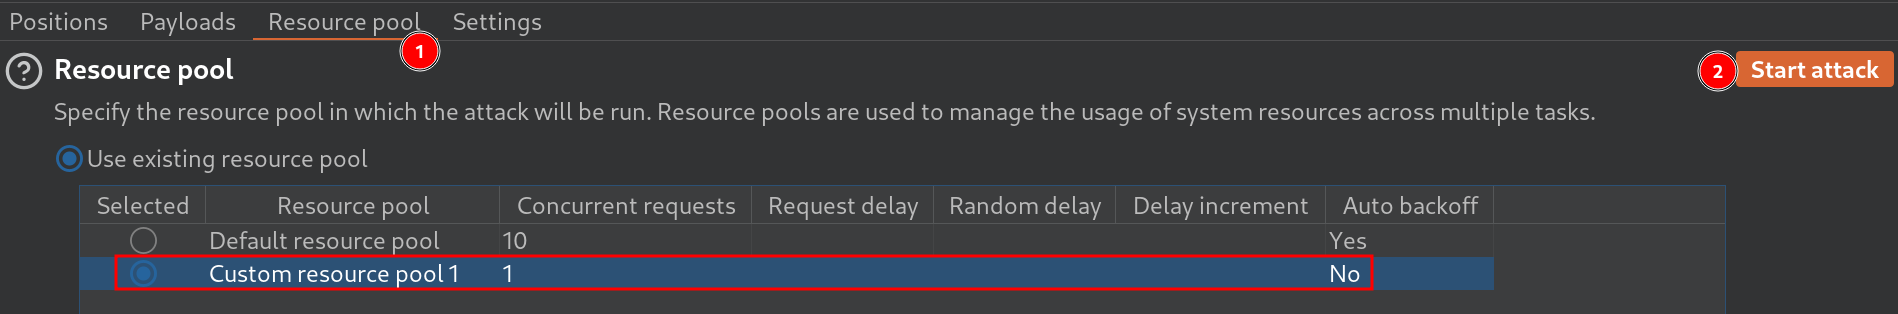 Positions Payloads Resource pool Settings
1
? Resource pool
2 Start attack
Specify the resource pool in which the attack will be run. Resource pools are used to manage the usage of system resources across multiple tasks.
Use existing resource pool
Selected Resource pool Concurrent requests Request delay Random delay Delay increment Auto backoff
Default resource pool 10 Yes
Custom resource pool 1 1 No